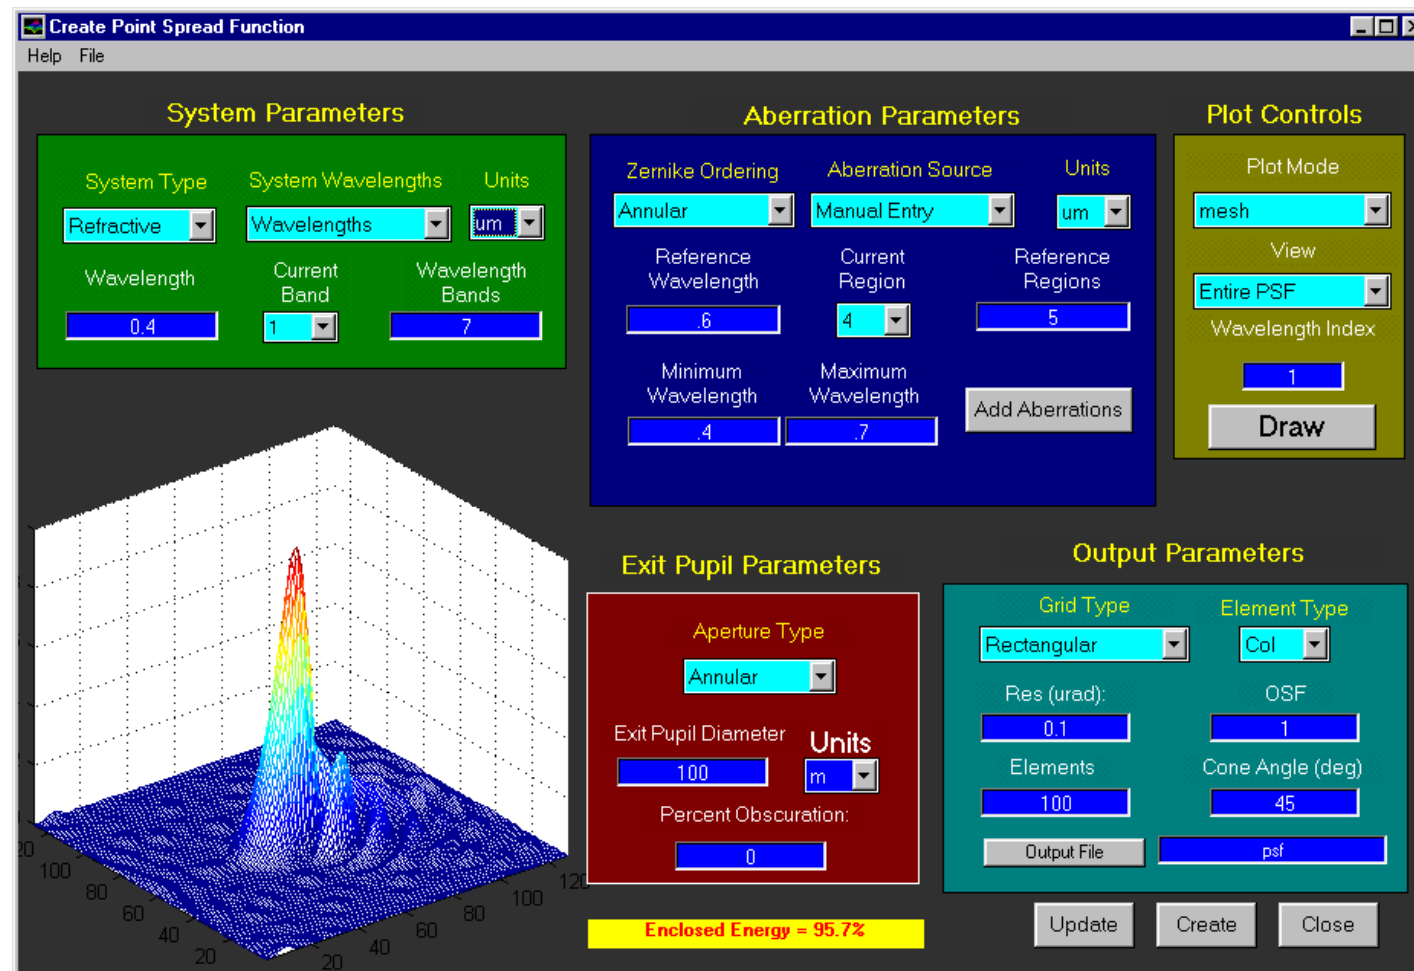 Create Point Spread Function
Help File
System Parameters
System Type System Wavelengths Units
Refractive Wavelengths um
Wavelength Current Band Wavelength Bands
0.4 1 7
Aberration Parameters
Zernike Ordering Aberration Source Units
Annular Manual Entry um
Reference Wavelength Current Region Reference Regions
.6 4 5
Minimum Wavelength Maximum Wavelength
.4 .7
Add Aberrations
Plot Controls
Plot Mode
mesh
View
Entire PSF
Wavelength Index
1
Draw
100 80 60 40 20
20 40 60 80 100 120
Exit Pupil Parameters
Aperture Type
Annular
Exit Pupil Diameter Units
100 m
Percent Obscuration:
0
Enclosed Energy = 95.7%
Output Parameters
Grid Type Element Type
Rectangular Col
Res (urad): OSF
0.1 1
Elements Cone Angle (deg)
100 45
Output File psf
Update Create Close